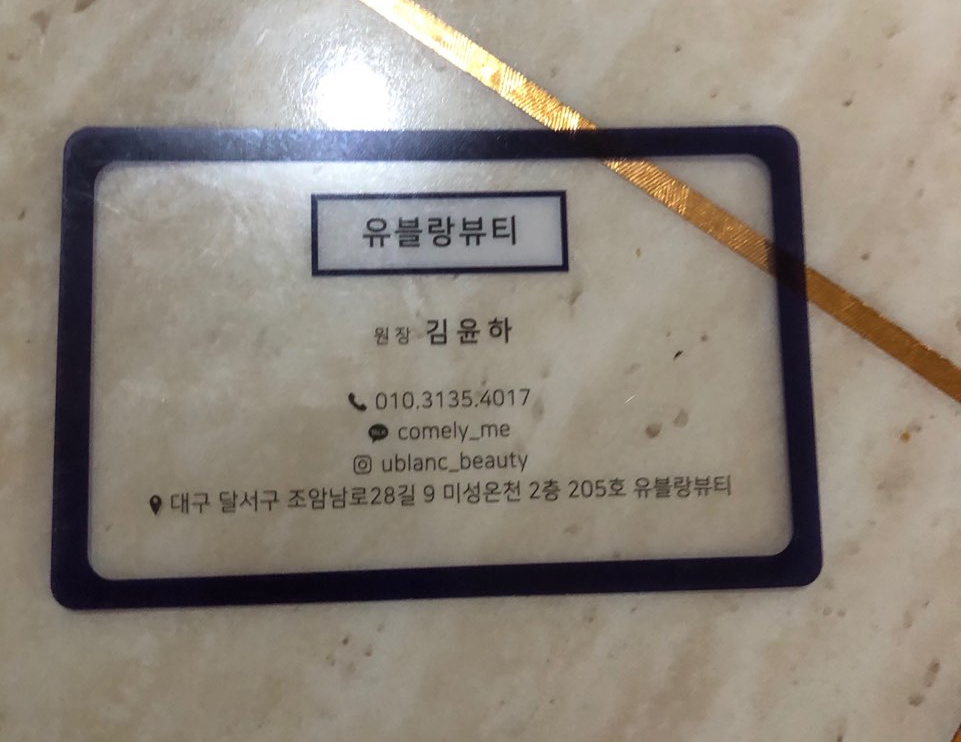 유블랑뷰티
원장 김윤하
010.3135.4017
comely_me
ublanc_beauty
대구 달서구 조암남로28길 9 미성온천 2층 205호 유블랑뷰티